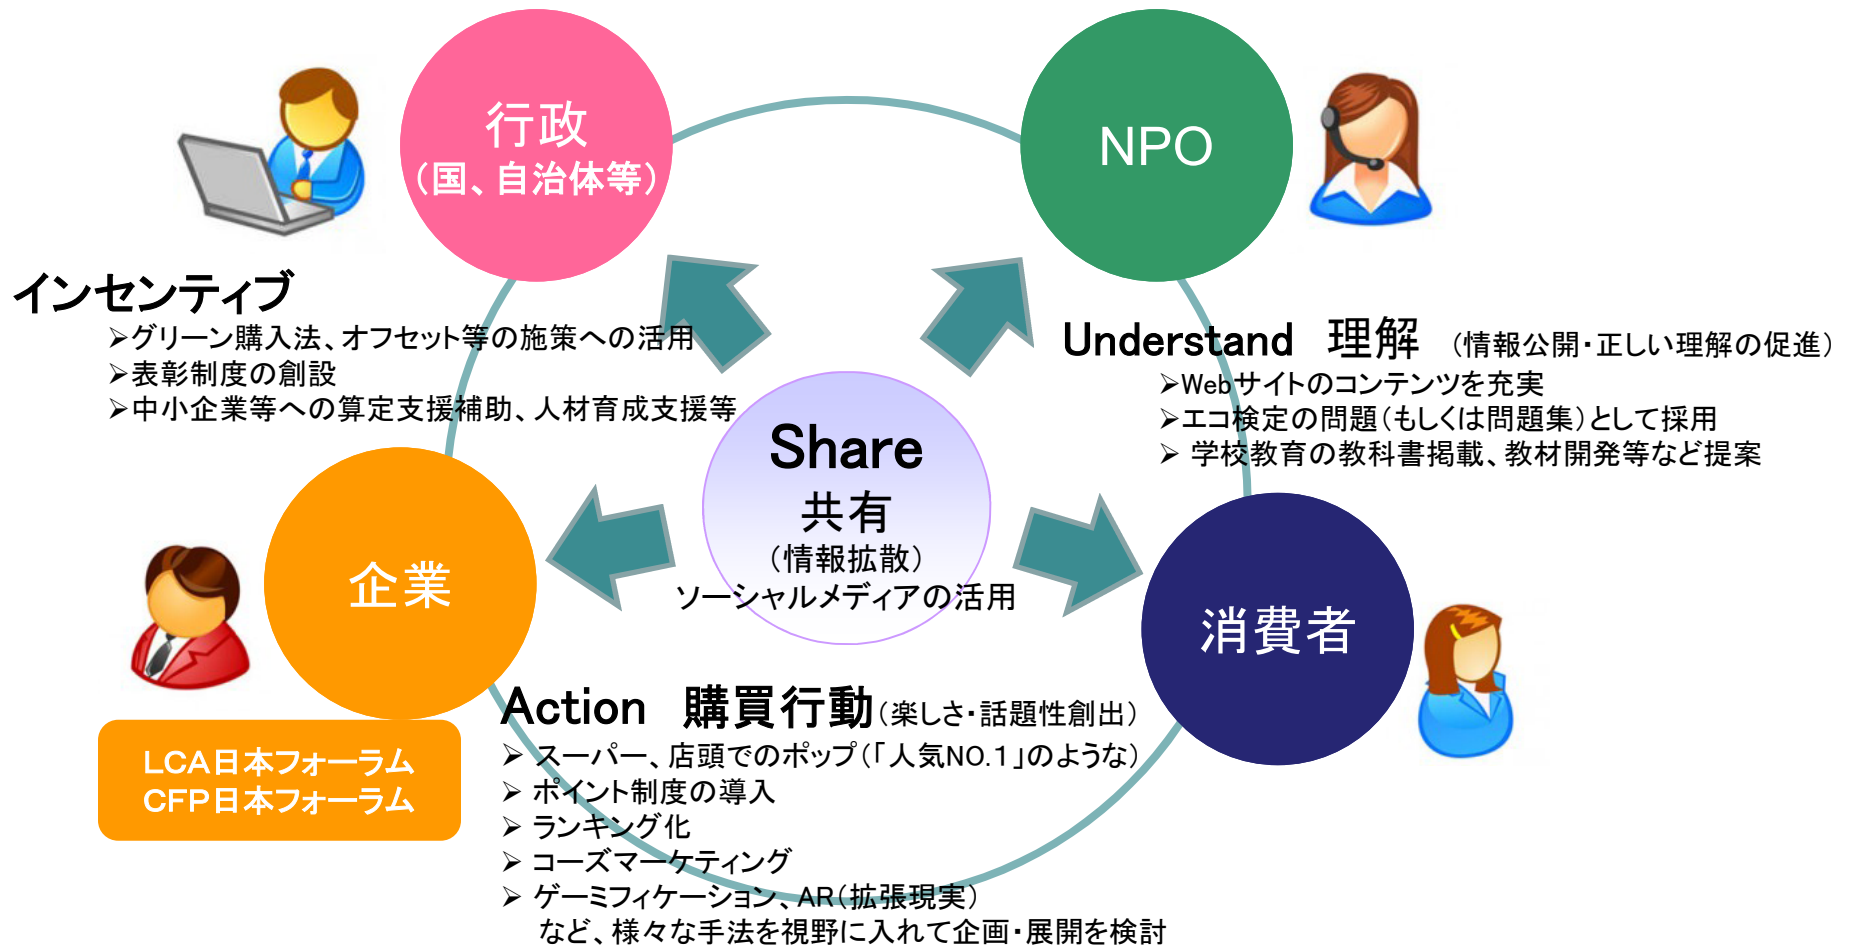 行政
（国、自治体等）
NPO
インセンティブ
➢グリーン購入法、オフセット等の施策への活用
➢表彰制度の創設
➢中小企業等への算定支援補助、人材育成支援等
Understand　理解　（情報公開・正しい理解の促進）
➢Webサイトのコンテンツを充実
➢エコ検定の問題（もしくは問題集）として採用
➢ 学校教育の教科書掲載、教材開発等など提案
Share
共有
（情報拡散）
ソーシャルメディアの活用
企業
消費者
LCA日本フォーラム
CFP日本フォーラム
Action　購買行動（楽しさ・話題性創出）
➢ スーパー、店頭でのポップ（「人気NO.１」のような）
➢ ポイント制度の導入
➢ ランキング化
➢ コーズマーケティング
➢ ゲーミフィケーション、AR（拡張現実）
など、様々な手法を視野に入れて企画・展開を検討